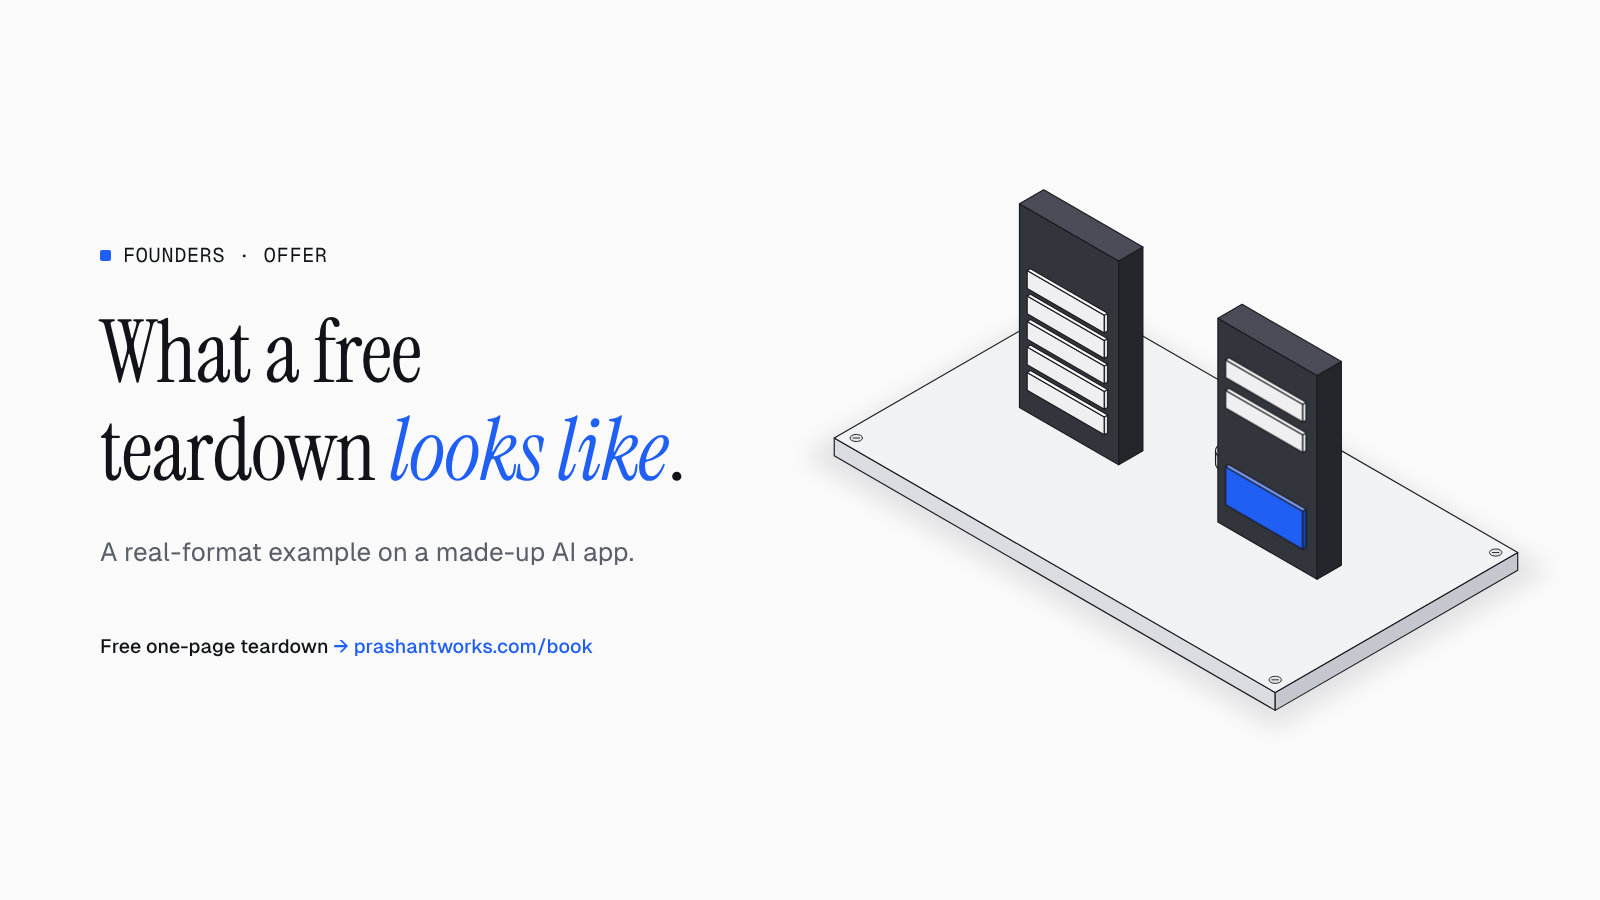 FOUNDERS · OFFER
What a free
teardown looks like.
A real-format example on a made-up AI app.
Free one-page teardown → prashantworks.com/book